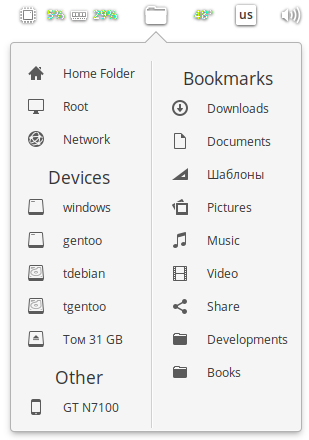 5% 29% 48° us
Home Folder
Root
Network
Devices
windows
gentoo
tdebian
tgentoo
Том 31 GB
Other
GT N7100
Bookmarks
Downloads
Documents
Шаблоны
Pictures
Music
Video
Share
Developments
Books